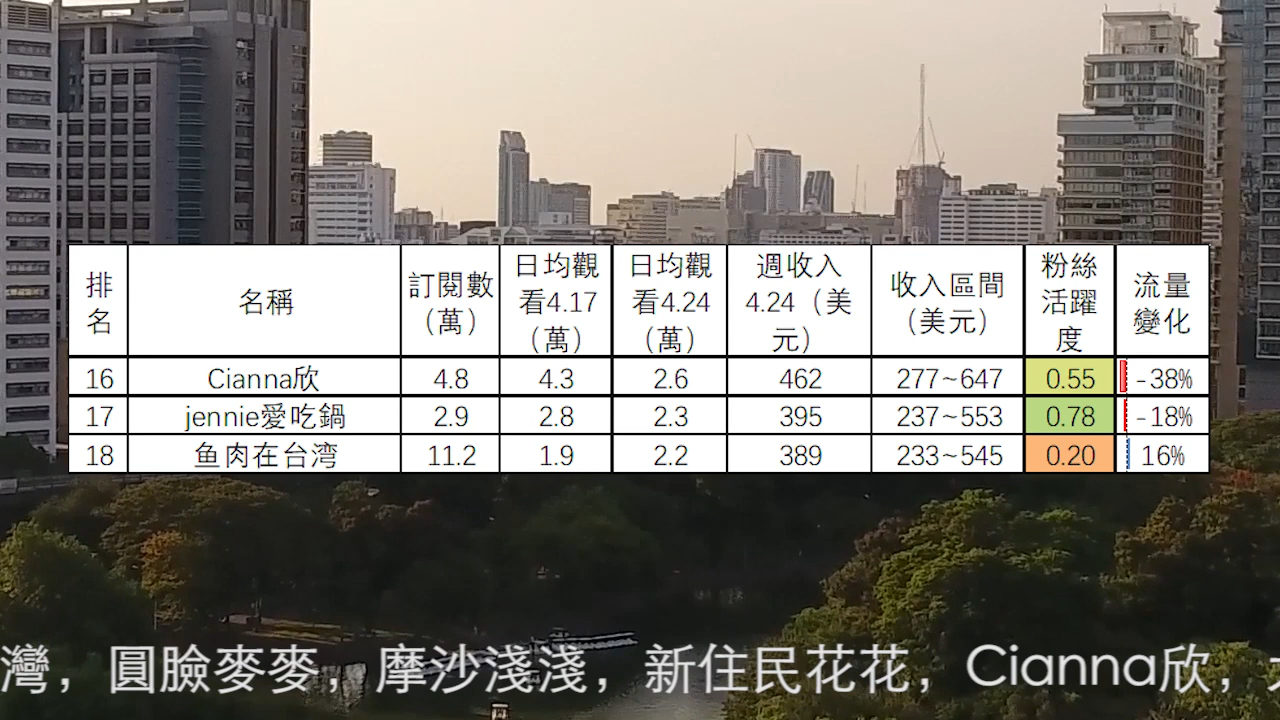 排名 名稱 訂閱數（萬） 日均觀看4.17（萬） 日均觀看4.24（萬） 週收入4.24（美元） 收入區間（美元） 粉絲活躍度 流量變化
16 Cianna欣 4.8 4.3 2.6 462 277~647 0.55 -38%
17 jennie愛吃鍋 2.9 2.8 2.3 395 237~553 0.78 -18%
18 鱼肉在台湾 11.2 1.9 2.2 389 233~545 0.20 16%
灣，圓臉麥麥，摩沙淺淺，新住民花花，Cianna欣，